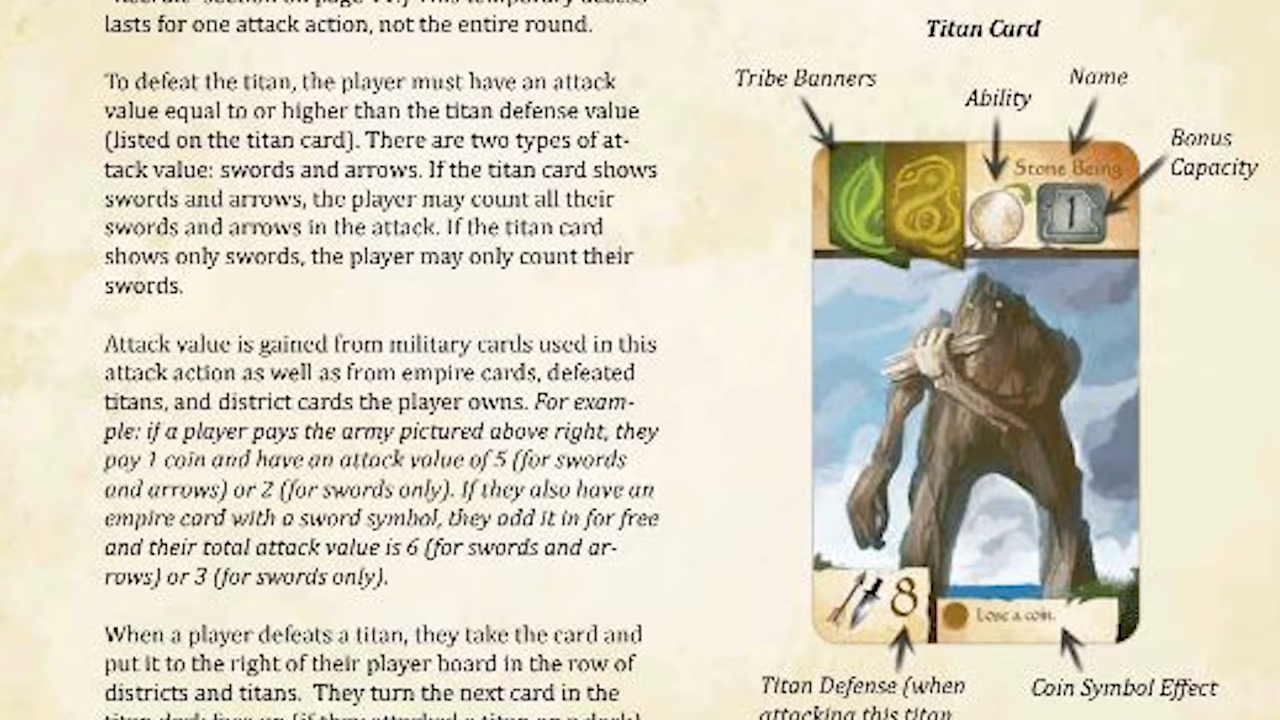 lasts for one attack action, not the entire round.
To defeat the titan, the player must have an attack
value equal to or higher than the titan defense value
(listed on the titan card). There are two types of at-
tack value: swords and arrows. If the titan card shows
swords and arrows, the player may count all their
swords and arrows in the attack. If the titan card
shows only swords, the player may only count their
swords.
Attack value is gained from military cards used in this
attack action as well as from empire cards, defeated
titans, and district cards the player owns. For exam-
ple: if a player pays the army pictured above right, they
pay 1 coin and have an attack value of 5 (for swords
and arrows) or 2 (for swords only). If they also have an
empire card with a sword symbol, they add it in for free
and their total attack value is 6 (for swords and ar-
rows) or 3 (for swords only).
When a player defeats a titan, they take the card and
put it to the right of their player board in the row of
districts and titans. They turn the next card in the
Titan Card
Tribe Banners
Ability
Name
Bonus
Capacity
Stone Being
1
8
Lose a coin.
Titan Defense (when
attacking this titan
Coin Symbol Effect